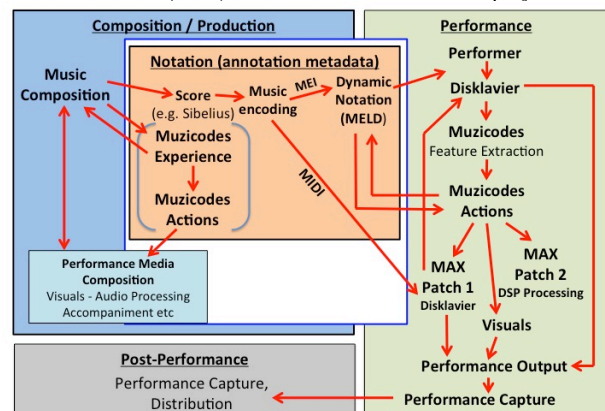 Composition / Production
Performance
Notation (annotation metadata)
Music
Composition
Score
(e.g. Sibelius)
Music
encoding
MEI
Dynamic
Notation
(MELD)
MIDI
Muzicodes
Experience
Muzicodes
Actions
Performance Media
Composition
Visuals - Audio Processing
Accompaniment etc
Performer
Disklavier
Muzicodes
Feature Extraction
Muzicodes
Actions
MAX
Patch 1
Disklavier
MAX
Patch 2
DSP Processing
Visuals
Performance Output
Performance Capture
Post-Performance
Performance Capture,
Distribution